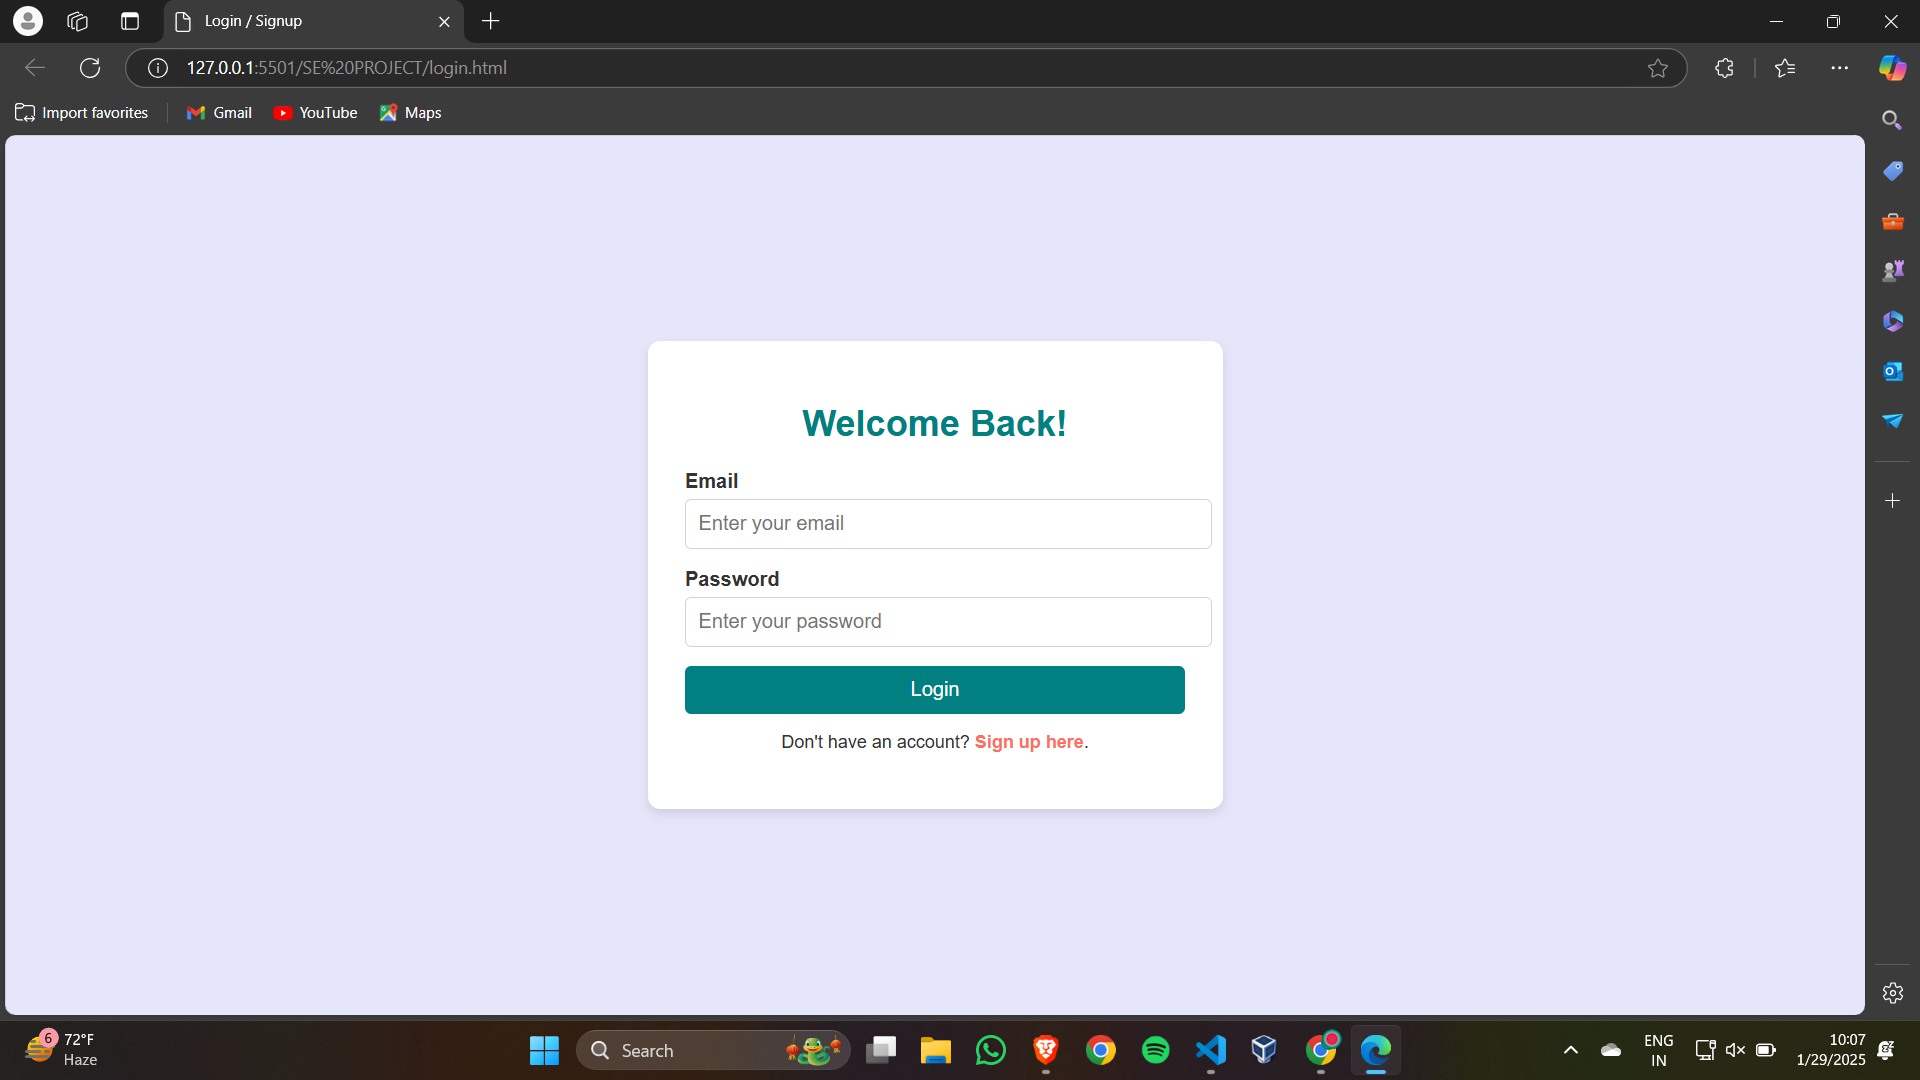 Login / Signup
127.0.0.1:5501/SE%20PROJECT/login.html
Import favorites
Gmail
YouTube
Maps
Welcome Back!
Email
Enter your email
Password
Enter your password
Login
Don't have an account? Sign up here.
6
72°F
Haze
Search
ENG
IN
10:07
1/29/2025